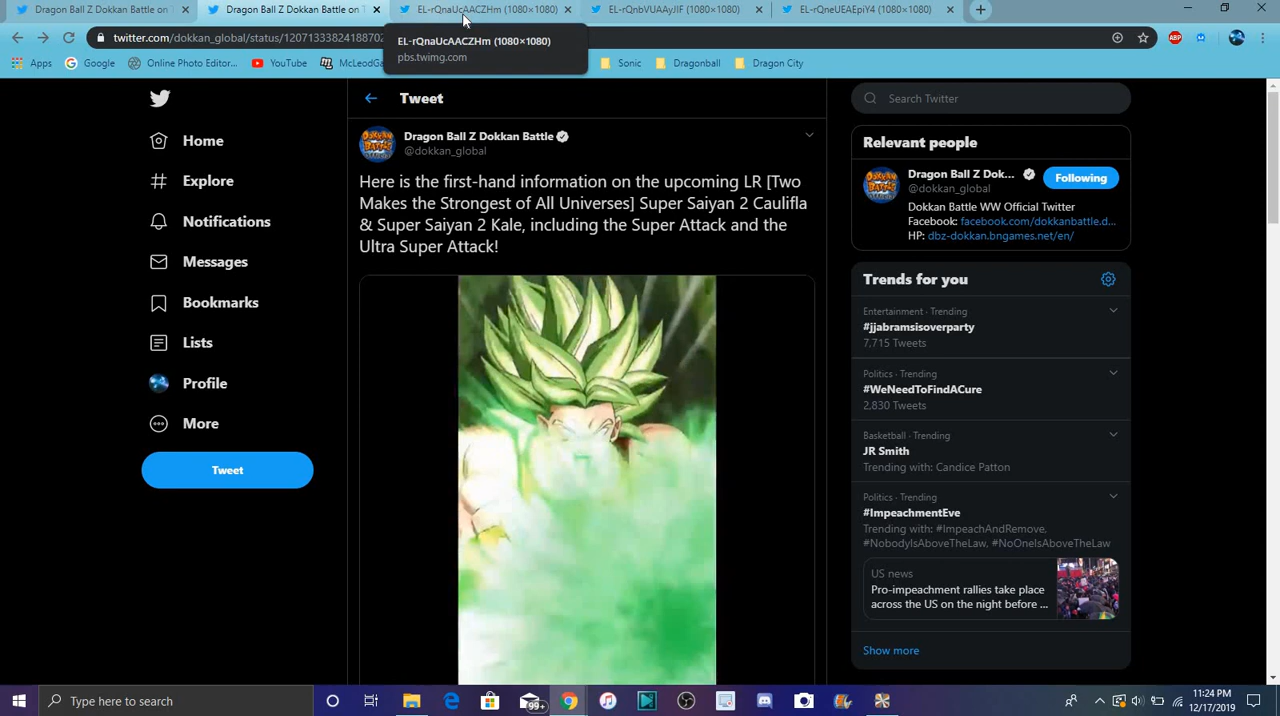 Dragon Ball Z Dokkan Battle on T
Dragon Ball Z Dokkan Battle on T
EL-rQnaUcAACZHm (1080×1080)
EL-rQnbVUAAyJIF (1080×1080)
EL-rQneUEAEpiY4 (1080×1080)
twitter.com/dokkan_global/status/12071333824188702
EL-rQnaUcAACZHm (1080×1080)
pbs.twimg.com
ABP
Apps
Google
Online Photo Editor...
YouTube
McLeodGa
Sonic
Dragonball
Dragon City
Home
Explore
Notifications
Messages
Bookmarks
Lists
Profile
More
Tweet
Tweet
Dragon Ball Z Dokkan Battle
@dokkan_global
Here is the first-hand information on the upcoming LR [Two
Makes the Strongest of All Universes] Super Saiyan 2 Caulifla
& Super Saiyan 2 Kale, including the Super Attack and the
Ultra Super Attack!
Search Twitter
Relevant people
Dragon Ball Z Dok...
@dokkan_global
Following
Dokkan Battle WW Official Twitter
Facebook: facebook.com/dokkanbattle.d...
HP: dbz-dokkan.bngames.net/en/
Trends for you
Entertainment · Trending
#jjabramsisoverparty
7,715 Tweets
Politics · Trending
#WeNeedToFindACure
2,830 Tweets
Basketball · Trending
JR Smith
Trending with: Candice Patton
Politics · Trending
#ImpeachmentEve
Trending with: #ImpeachAndRemove,
#NobodyIsAboveTheLaw, #NoOneIsAboveTheLaw
US news
Pro-impeachment rallies take place
across the US on the night before ...
Show more
Type here to search
99+
11:24 PM
12/17/2019